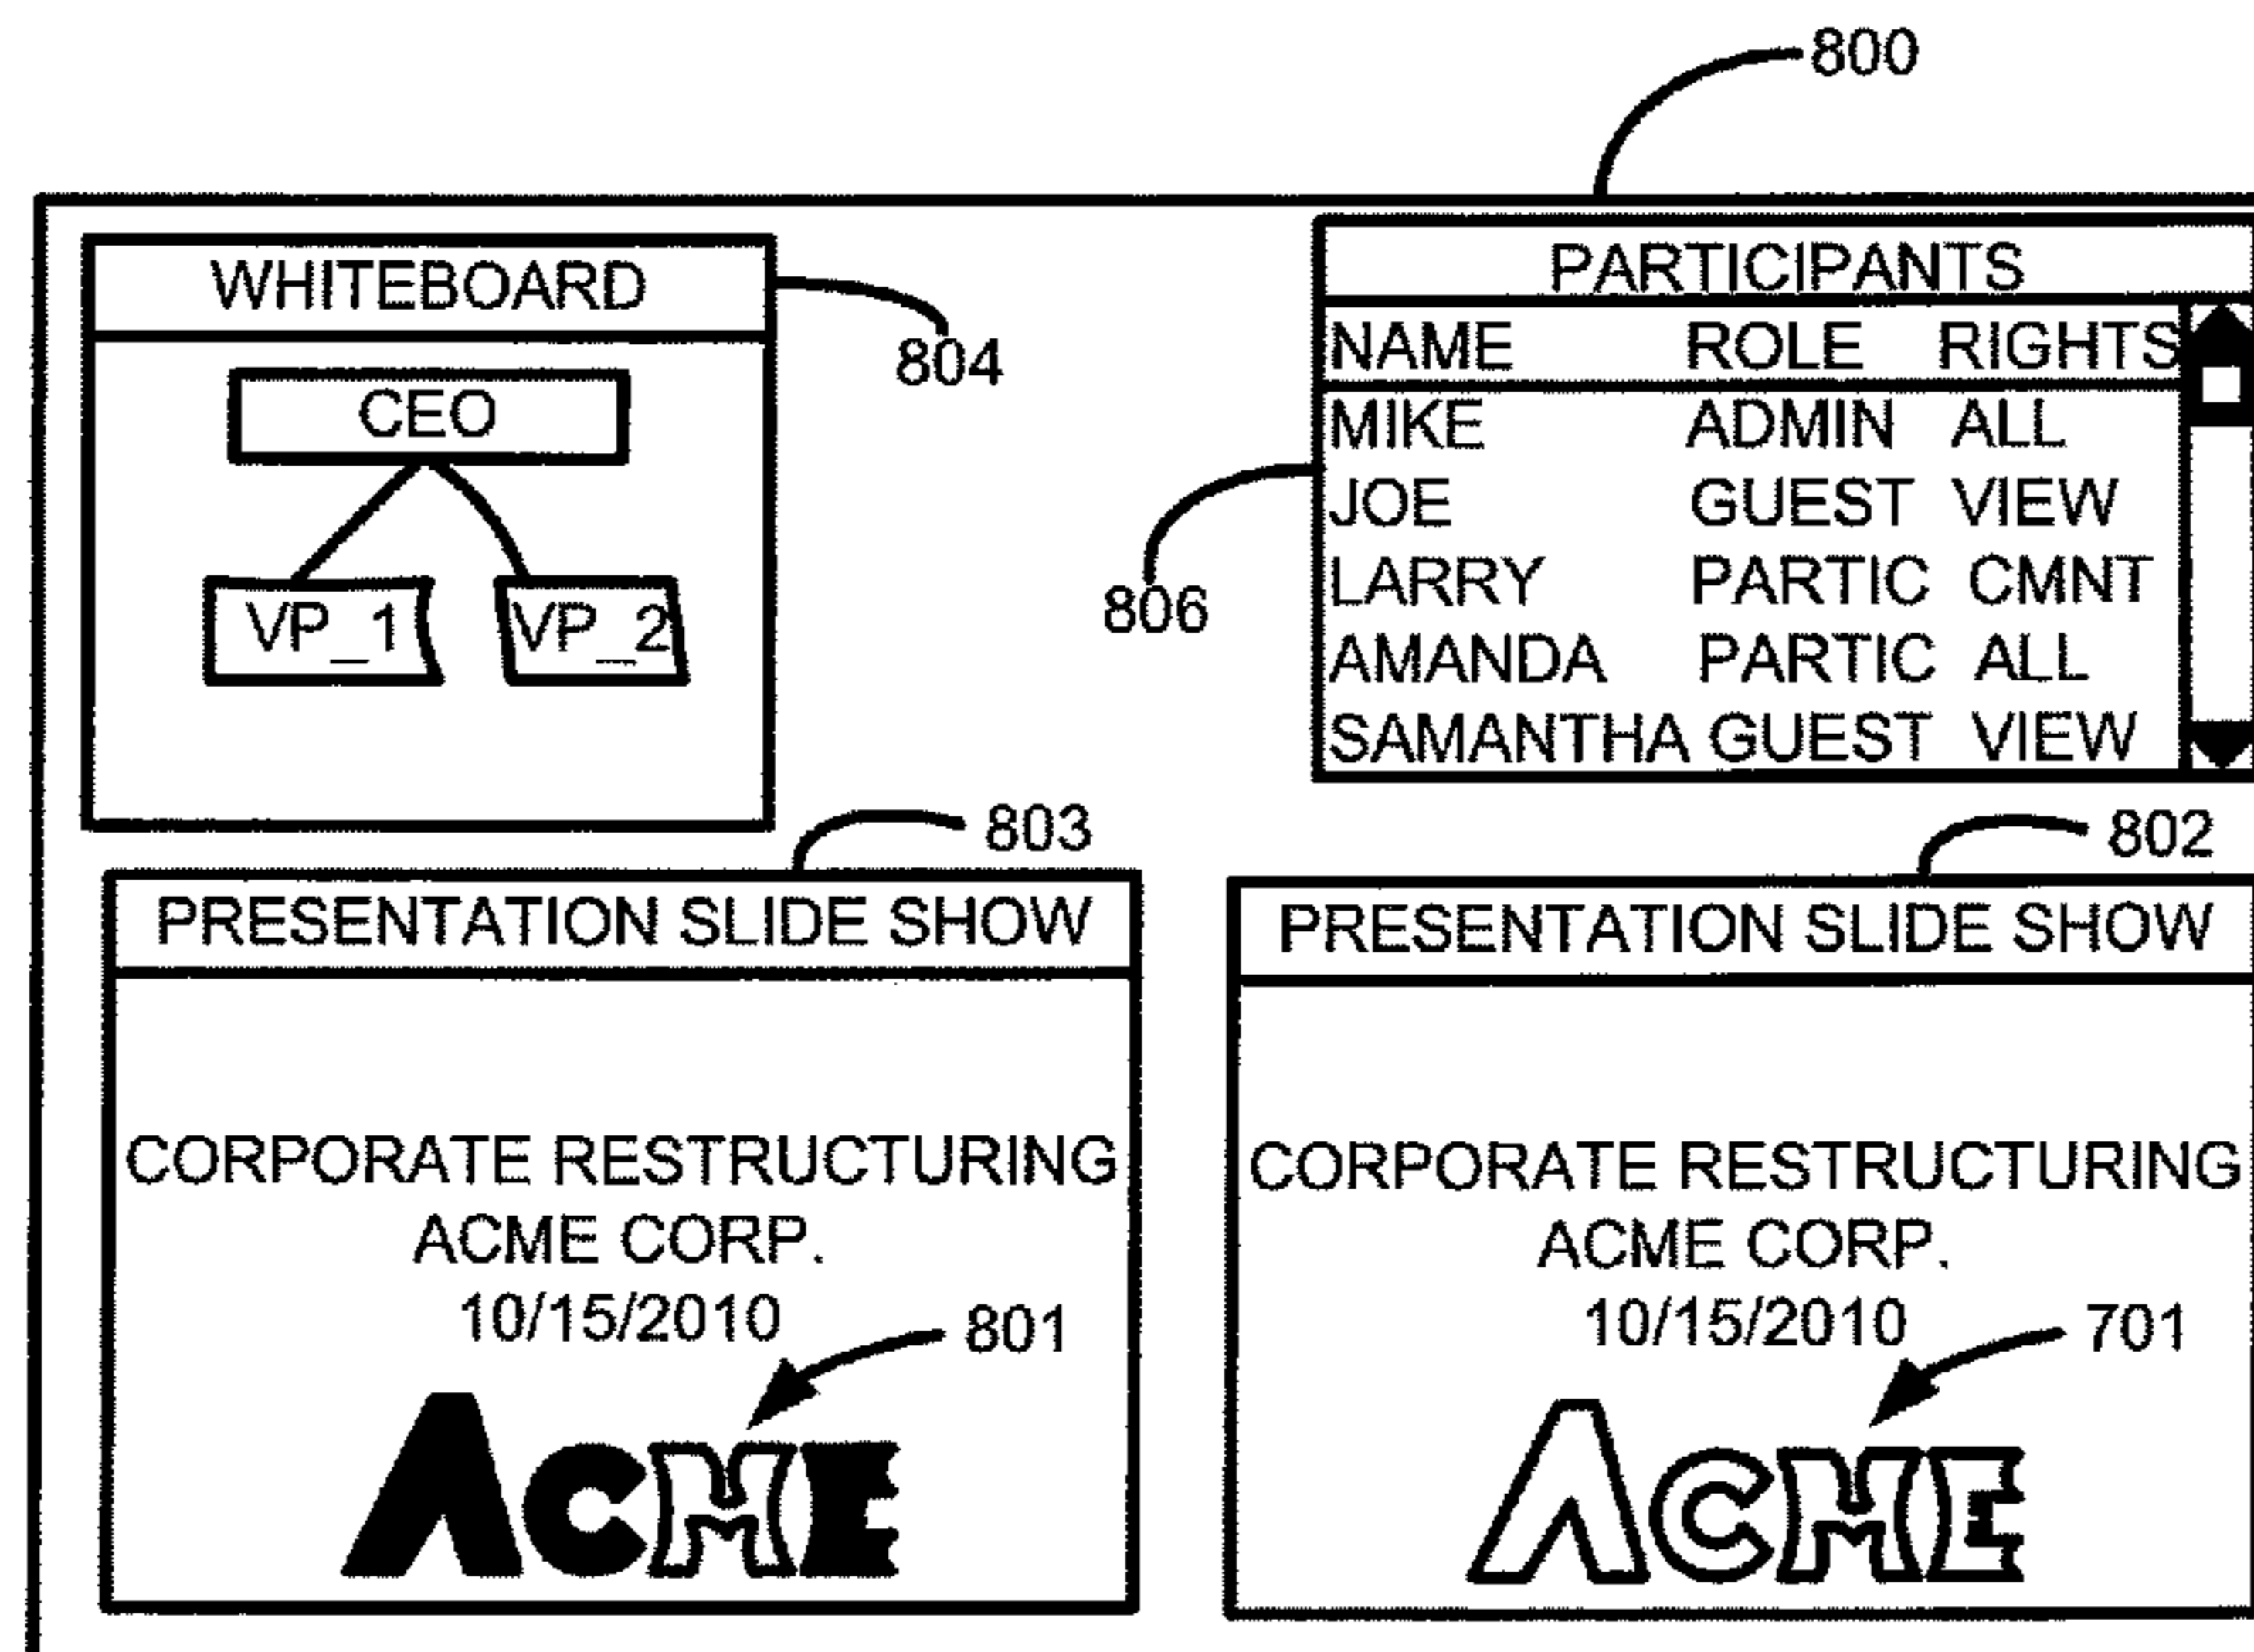 800
WHITEBOARD
804
CEO
VP_1 VP_2
PARTICIPANTS
NAME ROLE RIGHTS
MIKE ADMIN ALL
JOE GUEST VIEW
LARRY PARTIC CMNT
AMANDA PARTIC ALL
SAMANTHA GUEST VIEW
806
803
PRESENTATION SLIDE SHOW
CORPORATE RESTRUCTURING
ACME CORP.
10/15/2010
801
ACME
802
PRESENTATION SLIDE SHOW
CORPORATE RESTRUCTURING
ACME CORP.
10/15/2010
701
ACME